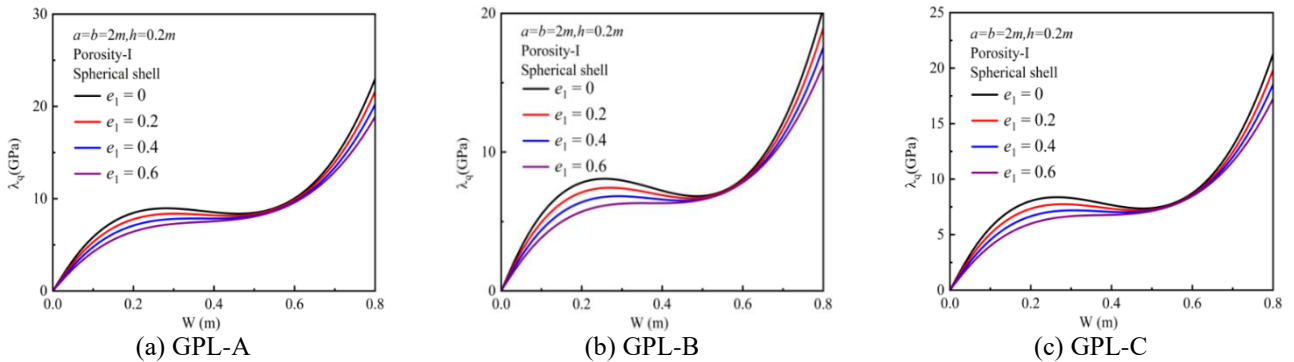 30
20
10
0
λq(GPa)
a=b=2m,h=0.2m
Porosity-I
Spherical shell
e1 = 0
e1 = 0.2
e1 = 0.4
e1 = 0.6
0.0 0.2 0.4 0.6 0.8
W (m)
(a) GPL-A
20
10
0
λq(GPa)
a=b=2m,h=0.2m
Porosity-I
Spherical shell
e1 = 0
e1 = 0.2
e1 = 0.4
e1 = 0.6
0.0 0.2 0.4 0.6 0.8
W (m)
(b) GPL-B
25
20
15
10
5
0
λq(GPa)
a=b=2m,h=0.2m
Porosity-I
Spherical shell
e1 = 0
e1 = 0.2
e1 = 0.4
e1 = 0.6
0.0 0.2 0.4 0.6 0.8
W (m)
(c) GPL-C